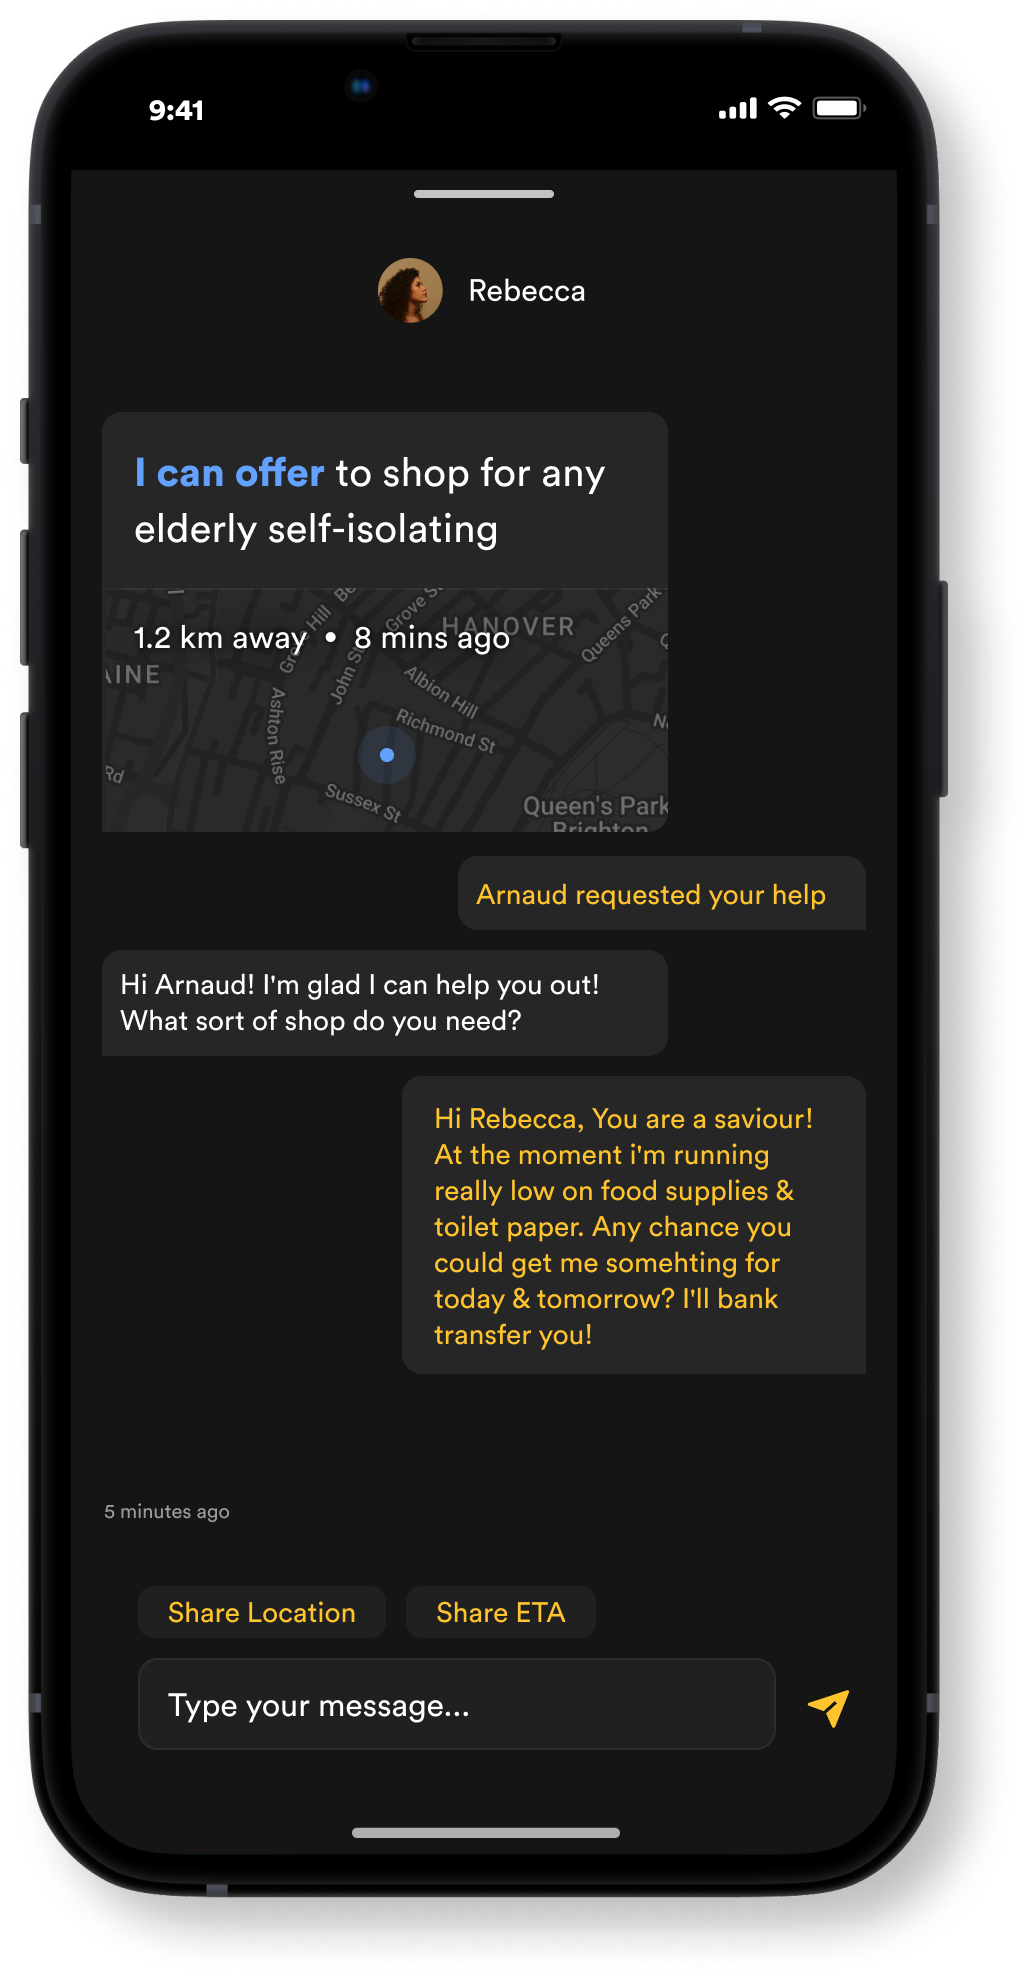 9:41
Rebecca
I can offer to shop for any
elderly self-isolating
1.2 km away • 8 mins ago
HANOVER
Grove S
Queens Park
Hill
John S
AINE
Albion Hill
Richmond St
Ashton Rise
Rd
Sussex St
Queen's Park
Brighton
Arnaud requested your help
Hi Arnaud! I'm glad I can help you out!
What sort of shop do you need?
Hi Rebecca, You are a saviour!
At the moment i'm running
really low on food supplies &
toilet paper. Any chance you
could get me somehting for
today & tomorrow? I'll bank
transfer you!
5 minutes ago
Share Location
Share ETA
Type your message...